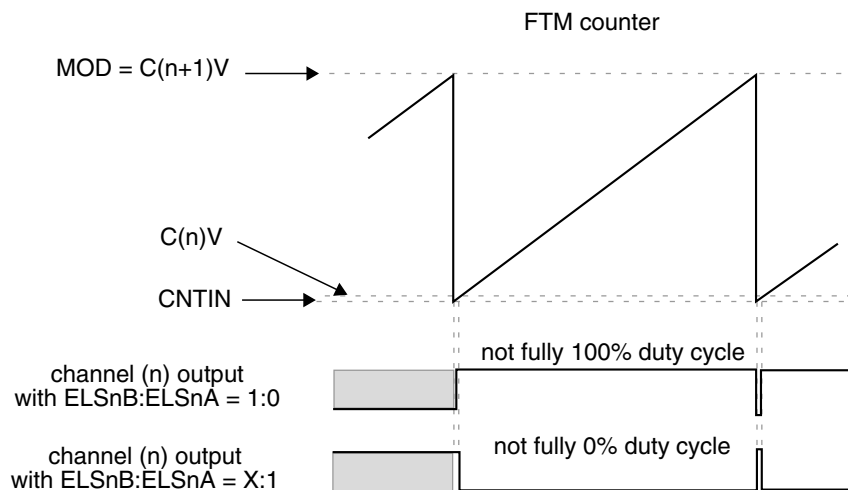 FTM counter
MOD = C(n+1)V
C(n)V
CNTIN
not fully 100% duty cycle
channel (n) output
with ELSnB:ELSnA = 1:0
not fully 0% duty cycle
channel (n) output
with ELSnB:ELSnA = X:1